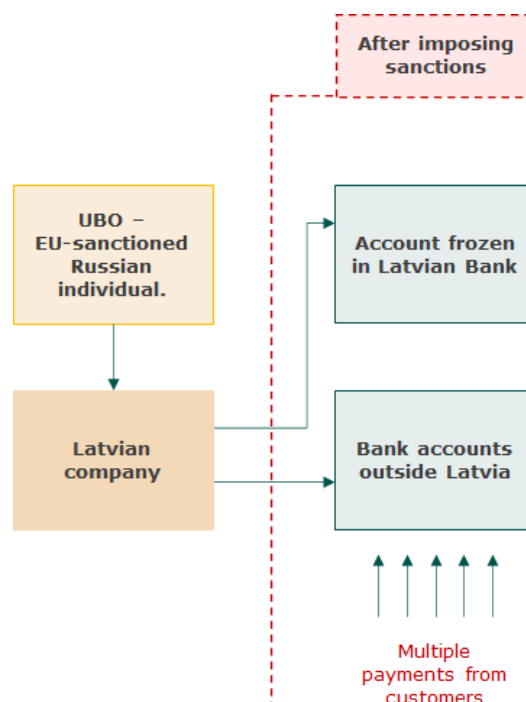 After imposing
sanctions
UBO –
EU-sanctioned
Russian
individual.
Account frozen
in Latvian Bank
Latvian
company
Bank accounts
outside Latvia
Multiple
payments from
customers